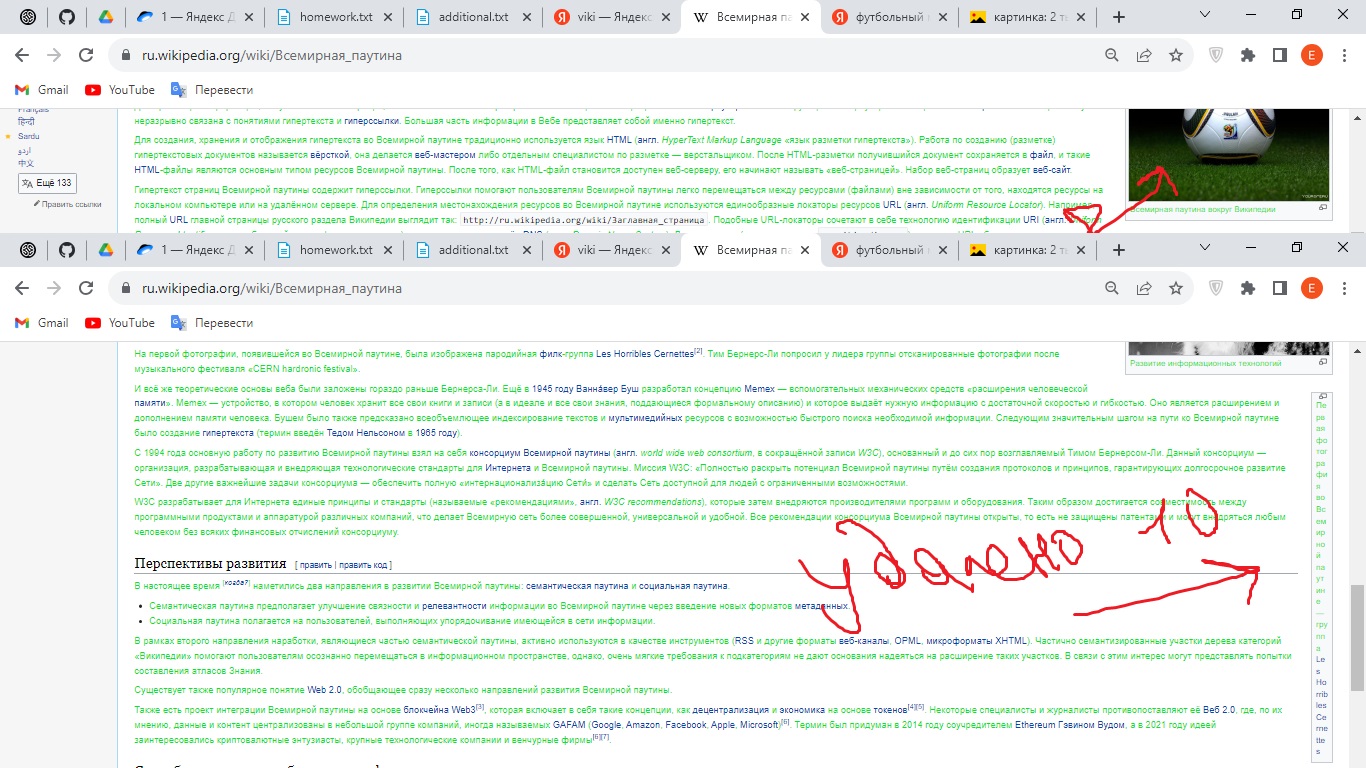 1 — Яндекс Д
homework.txt
additional.txt
viki — Яндекс
Всемирная па
футбольный
картинка: 2 т
ru.wikipedia.org/wiki/Всемирная_паутина
E
Gmail
YouTube
Перевести
Français
हिन्दी
Sardu
اردو
中文
Ещё 133
Править ссылки
неразрывно связана с понятиями гипертекста и гиперссылки. Большая часть информации в Вебе представляет собой именно гипертекст.
Для создания, хранения и отображения гипертекста во Всемирной паутине традиционно используется язык HTML (англ. HyperText Markup Language «язык разметки гипертекста»). Работа по созданию (разметке)
гипертекстовых документов называется вёрсткой, она делается веб-мастером либо отдельным специалистом по разметке — верстальщиком. После HTML-разметки получившийся документ сохраняется в файл, и такие
HTML-файлы являются основным типом ресурсов Всемирной паутины. После того, как HTML-файл становится доступен веб-серверу, его начинают называть «веб-страницей». Набор веб-страниц образует веб-сайт.
Гипертекст страниц Всемирной паутины содержит гиперссылки. Гиперссылки помогают пользователям Всемирной паутины легко перемещаться между ресурсами (файлами) вне зависимости от того, находятся ресурсы на
локальном компьютере или на удалённом сервере. Для определения местонахождения ресурсов во Всемирной паутине используются единообразные локаторы ресурсов URL (англ. Uniform Resource Locator). Например,
полный URL главной страницы русского раздела Википедии выглядит так: http://ru.wikipedia.org/wiki/Заглавная_страница. Подобные URL-локаторы сочетают в себе технологию идентификации URI (англ. Uniform
Всемирная паутина вокруг Википедии
1 — Яндекс Д
homework.txt
additional.txt
viki — Яндекс
Всемирная па
футбольный
картинка: 2 т
ru.wikipedia.org/wiki/Всемирная_паутина
E
Gmail
YouTube
Перевести
На первой фотографии, появившейся во Всемирной паутине, была изображена пародийная филк-группа Les Horribles Cernettes[2]. Тим Бернерс-Ли попросил у лидера группы отсканированные фотографии после
музыкального фестиваля «CERN hardronic festival».
И всё же теоретические основы веба были заложены гораздо раньше Бернерса-Ли. Ещё в 1945 году Ваннáвер Буш разработал концепцию Memex — вспомогательных механических средств «расширения человеческой
памяти». Memex — устройство, в котором человек хранит все свои книги и записи (а в идеале и все свои знания, поддающиеся формальному описанию) и которое выдаёт нужную информацию с достаточной скоростью и гибкостью. Оно является расширением и
дополнением памяти человека. Бушем было также предсказано всеобъемлющее индексирование текстов и мультимедийных ресурсов с возможностью быстрого поиска необходимой информации. Следующим значительным шагом на пути ко Всемирной паутине
было создание гипертекста (термин введён Тедом Нельсоном в 1965 году).
С 1994 года основную работу по развитию Всемирной паутины взял на себя консорциум Всемирной паутины (англ. world wide web consortium, в сокращённой записи W3C), основанный и до сих пор возглавляемый Тимом Бернерсом-Ли. Данный консорциум —
организация, разрабатывающая и внедряющая технологические стандарты для Интернета и Всемирной паутины. Миссия W3C: «Полностью раскрыть потенциал Всемирной паутины путём создания протоколов и принципов, гарантирующих долгосрочное развитие
Сети». Две другие важнейшие задачи консорциума — обеспечить полную «интернационализáцию Сети» и сделать Сеть доступной для людей с ограниченными возможностями.
W3C разрабатывает для Интернета единые принципы и стандарты (называемые «рекомендациями», англ. W3C recommendations), которые затем внедряются производителями программ и оборудования. Таким образом достигается совместимость между
программными продуктами и аппаратурой различных компаний, что делает Всемирную сеть более совершенной, универсальной и удобной. Все рекомендации консорциума Всемирной паутины открыты, то есть не защищены патентами и могут внедряться любым
человеком без всяких финансовых отчислений консорциуму.
удалено 10
Перспективы развития [ править | править код ]
В настоящее время [когда?] наметились два направления в развитии Всемирной паутины: семантическая паутина и социальная паутина.
Семантическая паутина предполагает улучшение связности и релевантности информации во Всемирной паутине через введение новых форматов метаданных.
Социальная паутина полагается на пользователей, выполняющих упорядочивание имеющейся в сети информации.
В рамках второго направления наработки, являющиеся частью семантической паутины, активно используются в качестве инструментов (RSS и другие форматы веб-каналы, OPML, микроформаты XHTML). Частично семантизированные участки дерева категорий
«Википедии» помогают пользователям осознанно перемещаться в информационном пространстве, однако, очень мягкие требования к подкатегориям не дают основания надеяться на расширение таких участков. В связи с этим интерес могут представлять попытки
составления атласов Знания.
Существует также популярное понятие Web 2.0, обобщающее сразу несколько направлений развития Всемирной паутины.
Также есть проект интеграции Всемирной паутины на основе блокчейна Web3[3], которая включает в себя такие концепции, как децентрализация и экономика на основе токенов[4][5]. Некоторые специалисты и журналисты противопоставляют её Веб 2.0, где, по их
мнению, данные и контент централизованы в небольшой группе компаний, иногда называемых GAFAM (Google, Amazon, Facebook, Apple, Microsoft)[6]. Термин был придуман в 2014 году соучредителем Ethereum Гэвином Вудом, а в 2021 году идеей
заинтересовались криптовалютные энтузиасты, крупные технологические компании и венчурные фирмы[6][7].
Развитие информационных технологий
Пе
рв
ая
фо
тог
ра
фи
я
во
Вс
ем
ир
но
й
па
ут
ин
е
—
гру
пп
а
Les
Ho
rrib
les
Ce
rne
tte
s